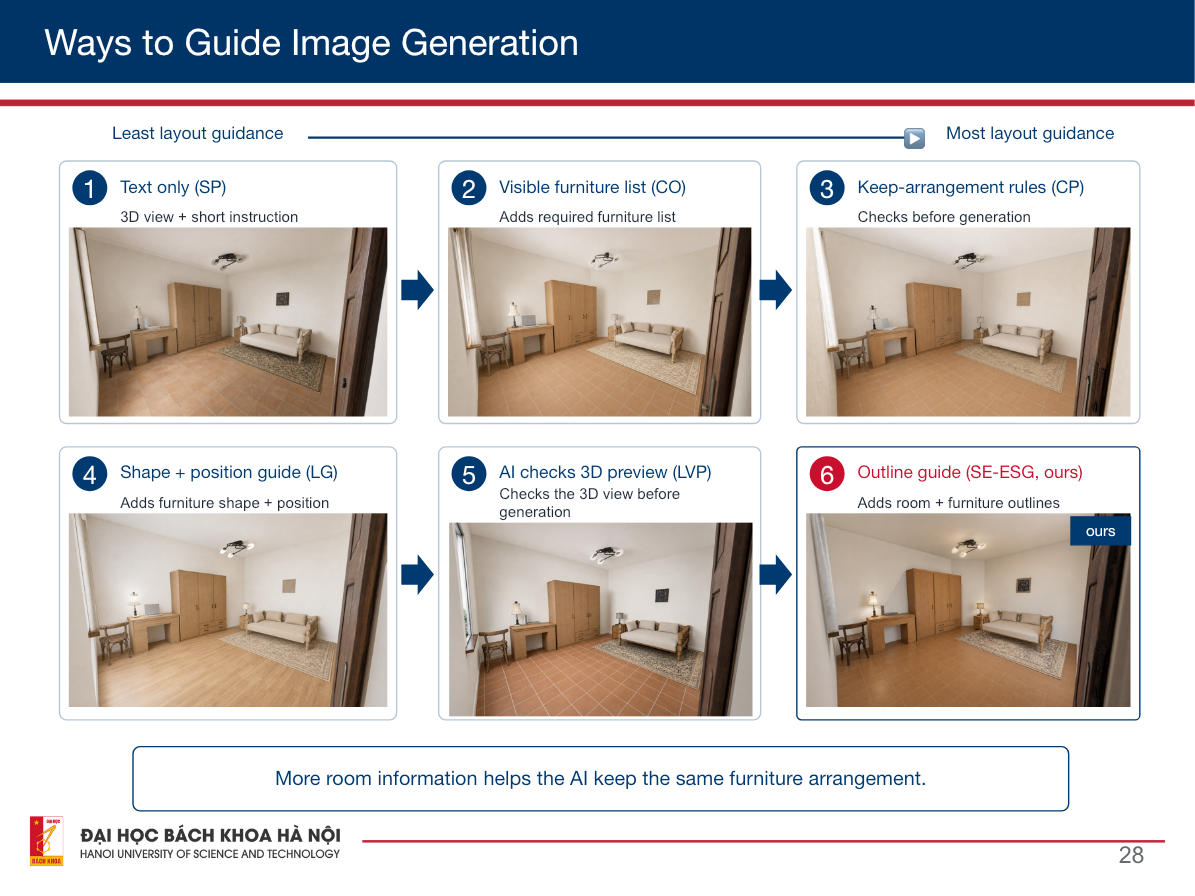 Ways to Guide Image Generation
Least layout guidance
Most layout guidance
1 Text only (SP)
3D view + short instruction
2 Visible furniture list (CO)
Adds required furniture list
3 Keep-arrangement rules (CP)
Checks before generation
4 Shape + position guide (LG)
Adds furniture shape + position
5 AI checks 3D preview (LVP)
Checks the 3D view before
generation
6 Outline guide (SE-ESG, ours)
Adds room + furniture outlines
ours
More room information helps the AI keep the same furniture arrangement.
ĐẠI HỌC
BÁCH KHOA
ĐẠI HỌC BÁCH KHOA HÀ NỘI
HANOI UNIVERSITY OF SCIENCE AND TECHNOLOGY
28